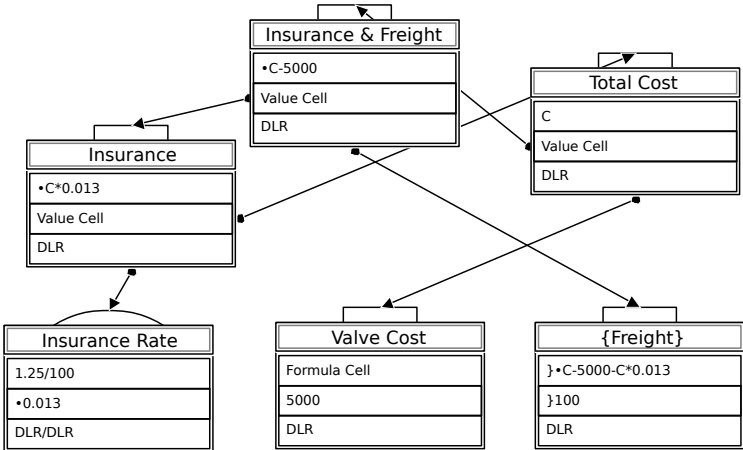 Insurance & Freight
•C-5000
Value Cell
DLR
Total Cost
C
Value Cell
DLR
Insurance
•C*0.013
Value Cell
DLR
Insurance Rate
1.25/100
•0.013
DLR/DLR
Valve Cost
Formula Cell
5000
DLR
{Freight}
}•C-5000-C*0.013
}100
DLR